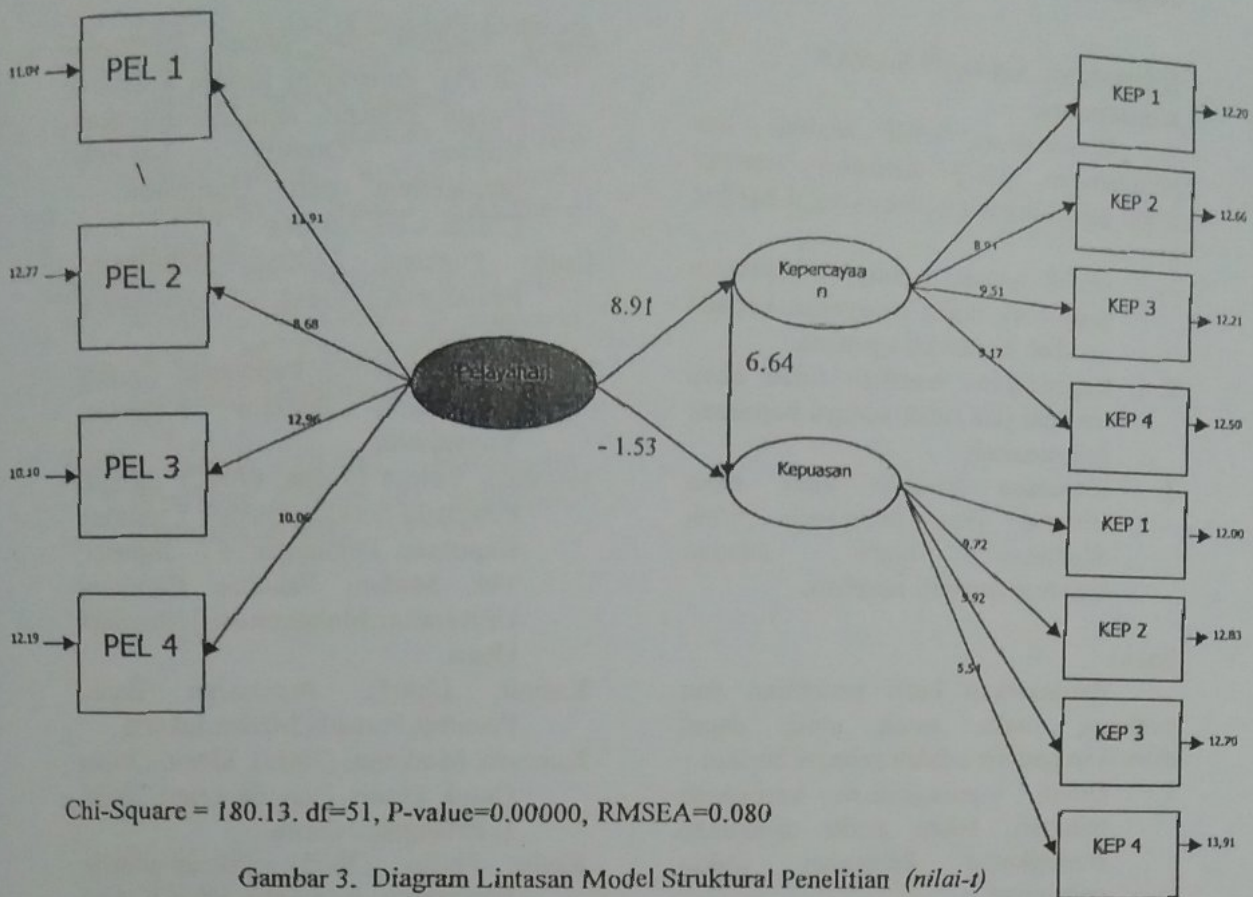 PEL 1
11.04
11.91
PEL 2
12.77
8.68
PEL 3
10.10
12.96
PEL 4
12.19
10.06
Pelayanan
8.91
- 1.53
6.64
Kepercayaa
n
Kepuasan
KEP 1
12.20
KEP 2
12.66
8.91
KEP 3
12.21
9.51
KEP 4
12.50
9.17
KEP 1
12.00
KEP 2
12.83
9.72
KEP 3
12.70
KEP 4
13,91
5.51
Chi-Square = 180.13. df=51, P-value=0.00000, RMSEA=0.080
Gambar 3. Diagram Lintasan Model Struktural Penelitian (nilai-t)